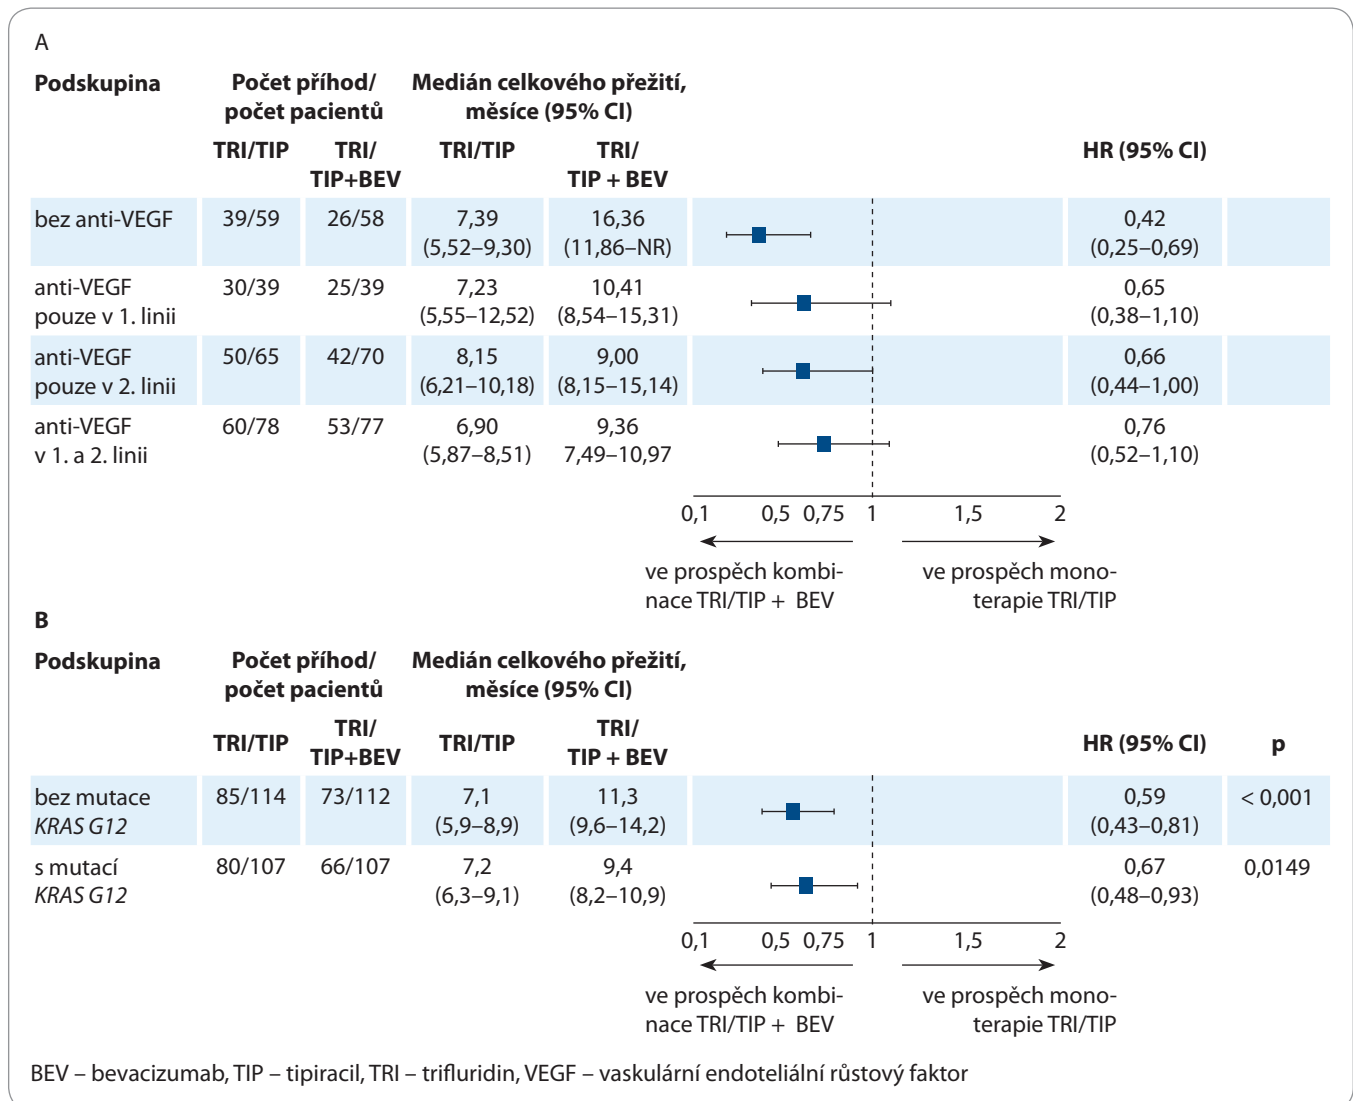 A
Podskupina Počet příhod/ Medián celkového přežití,
počet pacientů měsíce (95% CI)
TRI/TIP TRI/ TRI/TIP TRI/ HR (95% CI)
TIP+BEV TIP + BEV
bez anti-VEGF 39/59 26/58 7,39 16,36 0,42
(5,52–9,30) (11,86–NR) (0,25–0,69)
anti-VEGF 30/39 25/39 7,23 10,41 0,65
pouze v 1. linii (5,55–12,52) (8,54–15,31) (0,38–1,10)
anti-VEGF 50/65 42/70 8,15 9,00 0,66
pouze v 2. linii (6,21–10,18) (8,15–15,14) (0,44–1,00)
anti-VEGF 60/78 53/77 6,90 9,36 0,76
v 1. a 2. linii (5,87–8,51) 7,49–10,97 (0,52–1,10)
0,1 0,5 0,75 1 1,5 2
ve prospěch kombi- ve prospěch mono-
nace TRI/TIP + BEV terapie TRI/TIP
B
Podskupina Počet příhod/ Medián celkového přežití,
počet pacientů měsíce (95% CI)
TRI/TIP TRI/ TRI/TIP TRI/ HR (95% CI) p
TIP+BEV TIP + BEV
bez mutace 85/114 73/112 7,1 11,3 0,59 < 0,001
KRAS G12 (5,9–8,9) (9,6–14,2) (0,43–0,81)
s mutací 80/107 66/107 7,2 9,4 0,67 0,0149
KRAS G12 (6,3–9,1) (8,2–10,9) (0,48–0,93)
0,1 0,5 0,75 1 1,5 2
ve prospěch kombi- ve prospěch mono-
nace TRI/TIP + BEV terapie TRI/TIP
BEV – bevacizumab, TIP – tipiracil, TRI – trifluridin, VEGF – vaskulární endoteliální růstový faktor